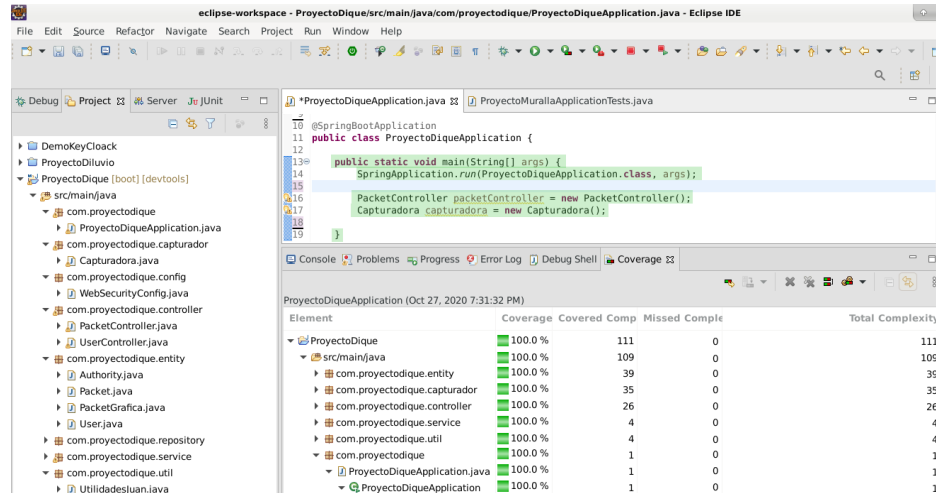 eclipse-workspace - ProyectoDique/src/main/java/com/proyectodique/ProyectoDiqueApplication.java - Eclipse IDE
File Edit Source Refactor Navigate Search Project Run Window Help
Debug Project Server JUnit
DemoKeyCloack
ProyectoDiluvio
ProyectoDique [boot] [devtools]
src/main/java
com.proyectodique
ProyectoDiqueApplication.java
com.proyectodique.capturador
Capturadora.java
com.proyectodique.config
WebSecurityConfig.java
com.proyectodique.controller
PacketController.java
UserController.java
com.proyectodique.entity
Authority.java
Packet.java
PacketGrafica.java
User.java
com.proyectodique.repository
com.proyectodique.service
com.proyectodique.util
UtilidadesJuan.java
*ProyectoDiqueApplication.java ProyectoMurallaApplicationTests.java
10 @SpringBootApplication
11 public class ProyectoDiqueApplication {
12
13 public static void main(String[] args) {
14 SpringApplication.run(ProyectoDiqueApplication.class, args);
15
16 PacketController packetController = new PacketController();
17 Capturadora capturadora = new Capturadora();
18
19 }
Console Problems Progress Error Log Debug Shell Coverage
ProyectoDiqueApplication (Oct 27, 2020 7:31:32 PM)
Element Coverage Covered Comp Missed Comple Total Complexity
ProyectoDique 100.0 % 111 0 111
src/main/java 100.0 % 109 0 109
com.proyectodique.entity 100.0 % 39 0 39
com.proyectodique.capturador 100.0 % 35 0 35
com.proyectodique.controller 100.0 % 26 0 26
com.proyectodique.service 100.0 % 4 0 4
com.proyectodique.util 100.0 % 4 0 4
com.proyectodique 100.0 % 1 0 1
ProyectoDiqueApplication.java 100.0 % 1 0 1
ProyectoDiqueApplication 100.0 % 1 0 1